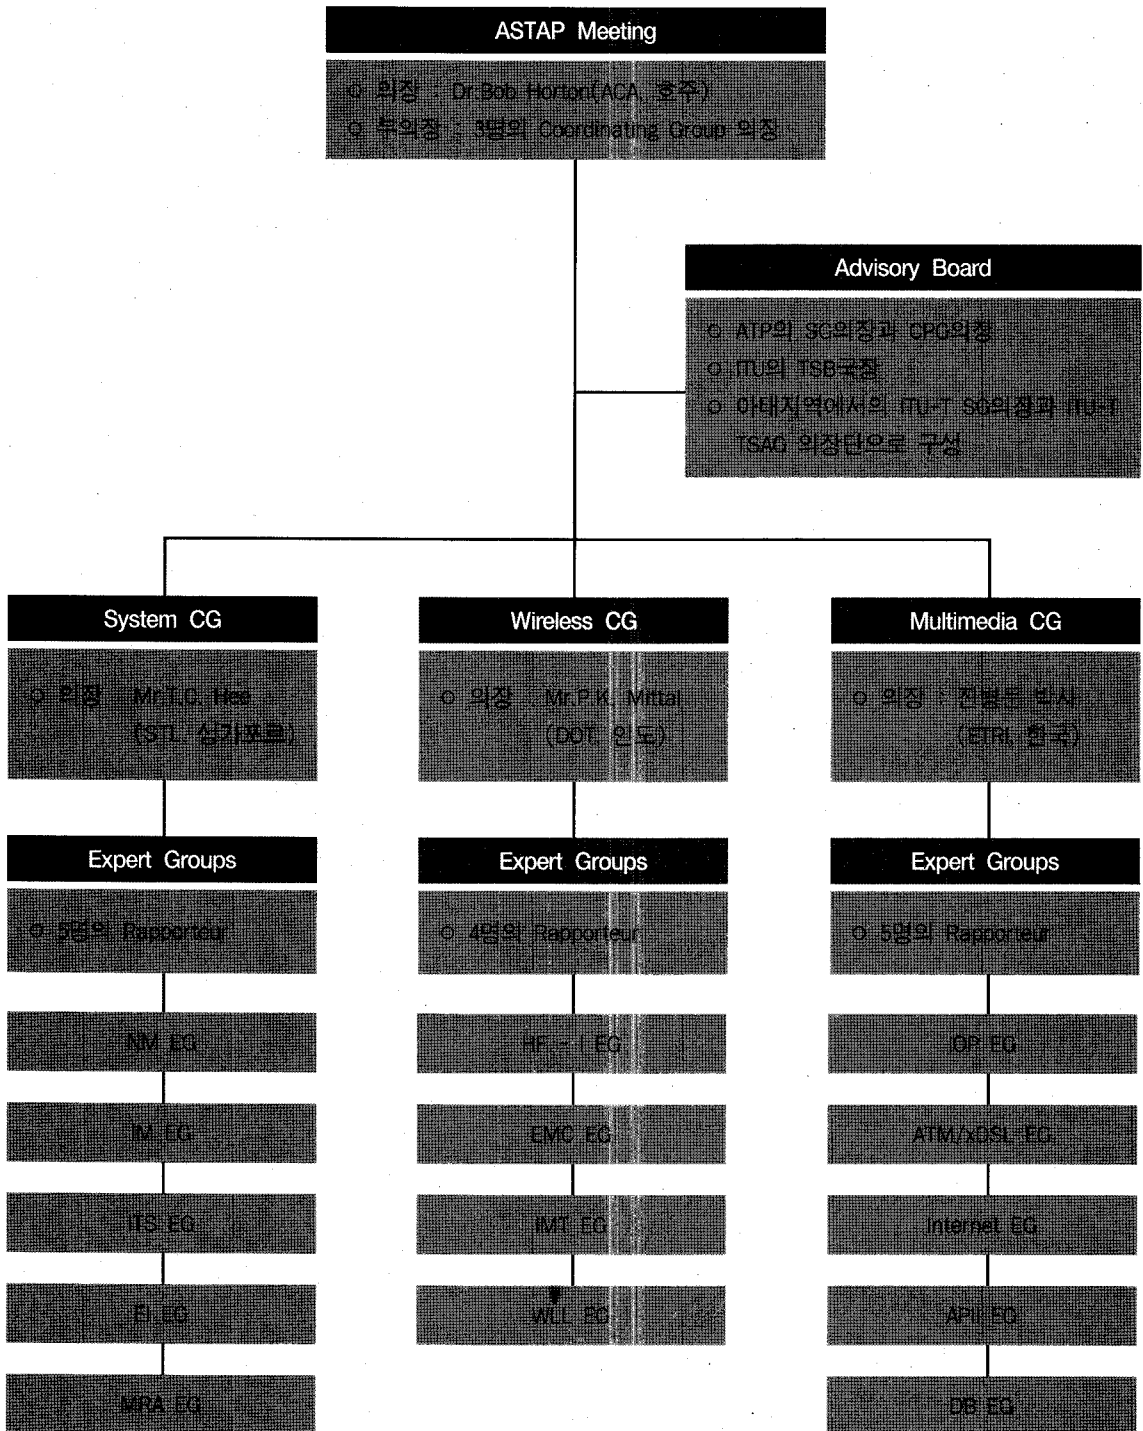 ASTAP Meeting
o 의장 : Dr.Bob Horton(ACA, 호주)
o 부의장 : 3명의 Coordinating Group 의장
Advisory Board
o ATP의 SG의장과 CPG의장
o ITU의 TSB국장
o 아태지역에서의 ITU-T SG의장과 ITU-T
TSAG 의장단으로 구성
System CG
o 의장 : Mr.T.C. Hee
(STL, 싱가포르)
Wireless CG
o 의장 : Mr.P.K. Mittal
(DOT, 인도)
Multimedia CG
o 의장 : 진병문 박사
(ETRI, 한국)
Expert Groups
o 5명의 Rapporteur
NM EG
IM EG
ITS EG
EI EG
MRA EG
Expert Groups
o 4명의 Rapporteur
HF - I EG
EMC EG
IMT EG
WLL EG
Expert Groups
o 5명의 Rapporteur
IOP EG
ATM/xDSL EG
Internet EG
APII EG
DB EG